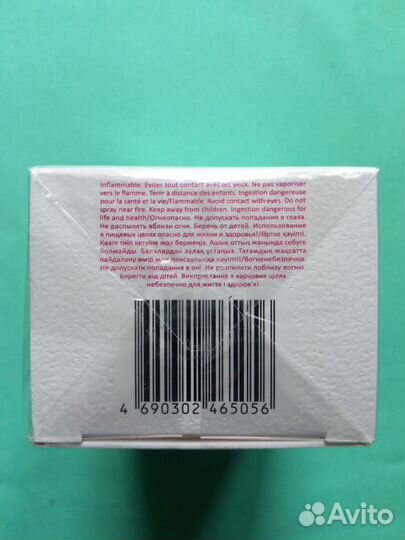 Inflammable. Eviter tout contact avec les yeux. Ne pas vaporiser
vers le flamme. Tenir à distance des enfants. Ingestion dangereuse
pour la santé et la vie/Flammable. Avoid contact with eyes. Do not
spray near fire. Keep away from children. Ingestion dangerous for
life and health/Огнеопасно. Не допускать попадания в глаза.
Не распылять вблизи огня. Беречь от детей. Использование
в пищевых целях опасно для жизни и здоровья!/Өртке қауіпті.
Көзге тиіп кетуіне жол бермеңіз. Ашық оттың жанында себуге
болмайды. Балалардан аулақ ұстаңыз. Тағамдық мақсатта
пайдалану өмір мен денсаулыққа қауіпті!/Вогненебезпечно.
Не допускати попадання в очі. Не розпиляти поблизу вогню.
Берегти від дітей. Використання в харчових цілях
небезпечно для життя і здоров'я!
4 690302 465056
Avito